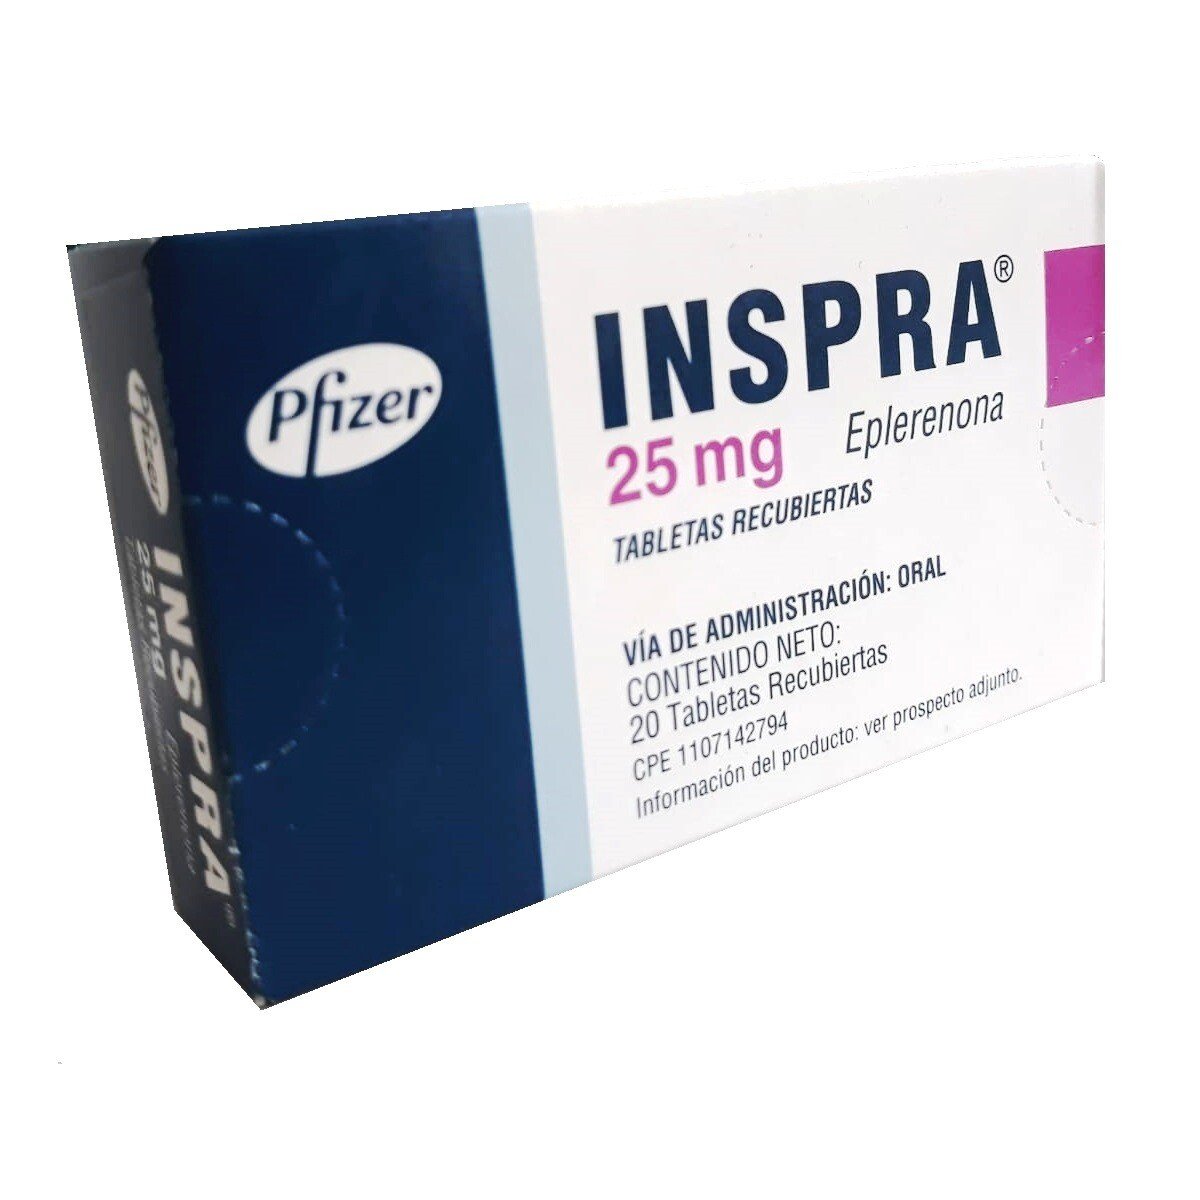 Pfizer
INSPRA®
25 mg Eplerenona
TABLETAS RECUBIERTAS
VÍA DE ADMINISTRACIÓN: ORAL
CONTENIDO NETO:
20 Tabletas Recubiertas
CPE 1107142794
Información del producto: ver prospecto adjunto.
Pfizer
INSPRA
25 mg